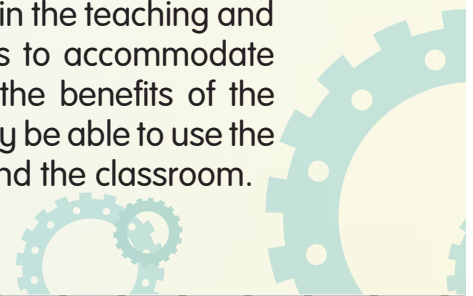 in the teaching and
s to accommodate
the benefits of the
y be able to use the
nd the classroom.